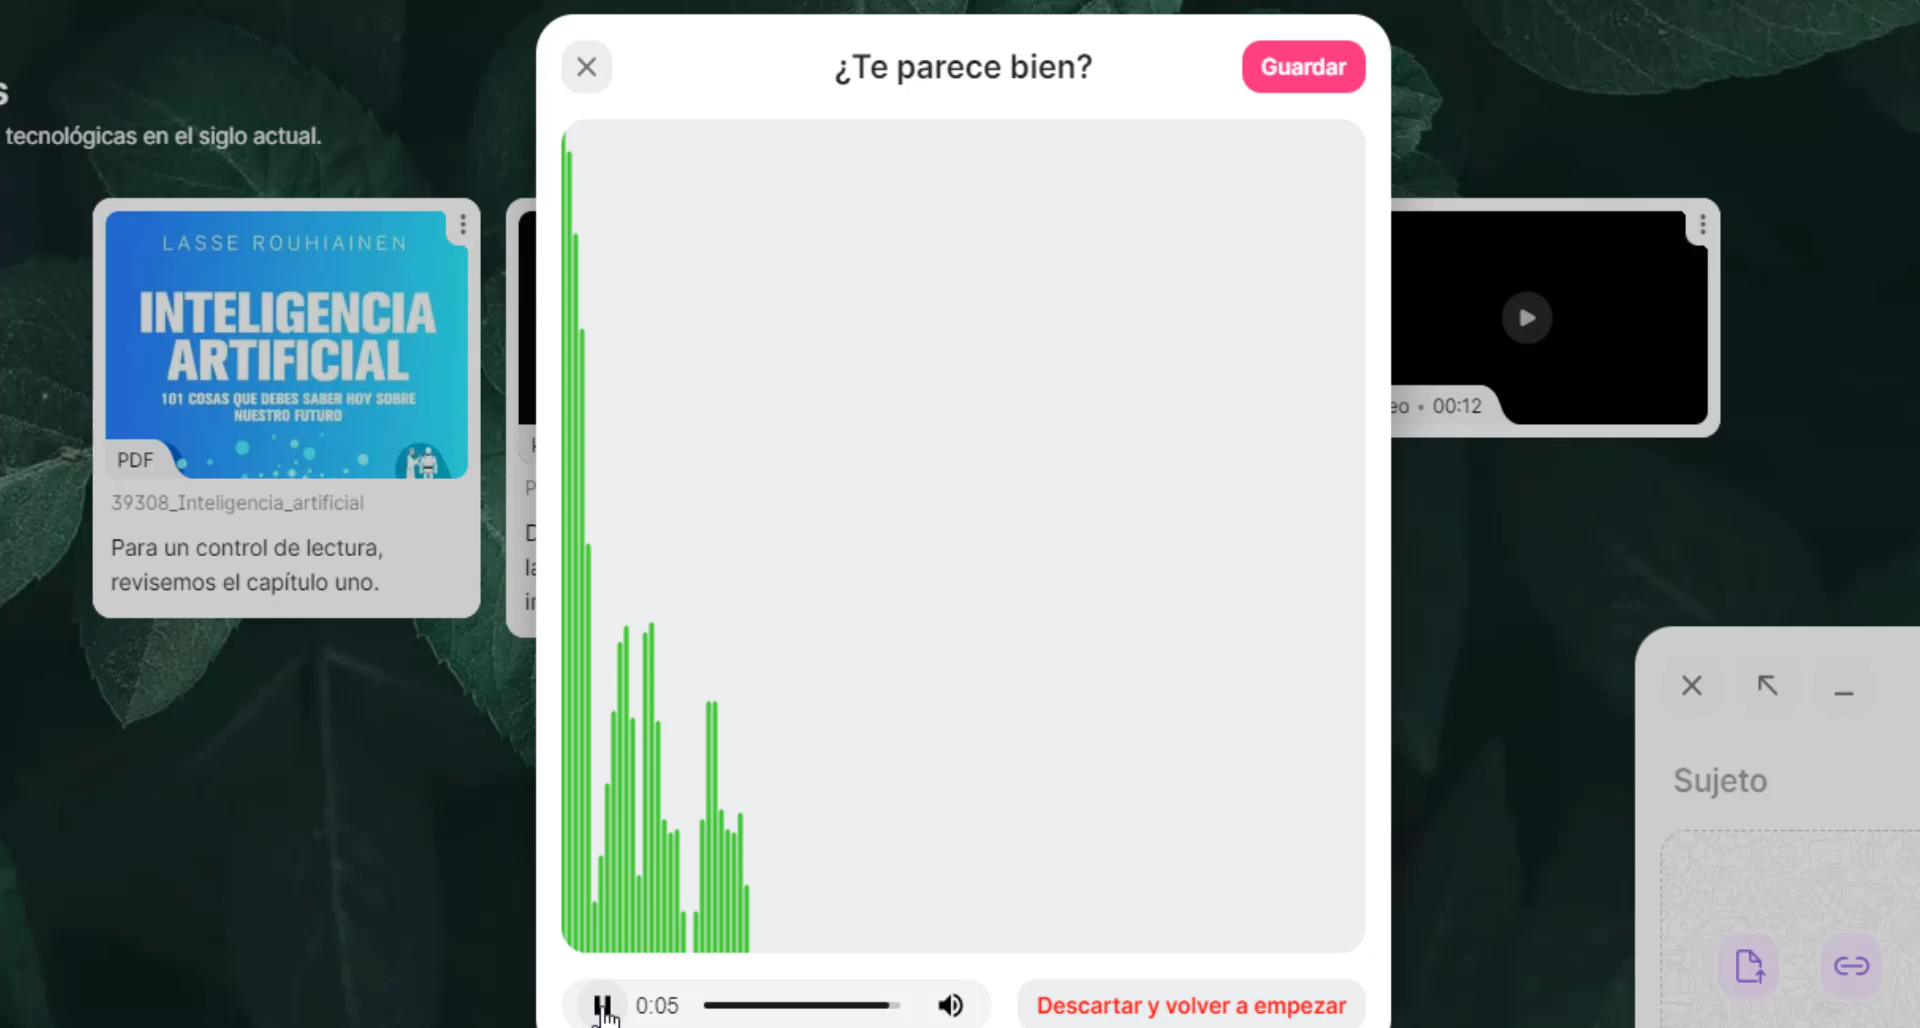 ¿Te parece bien?
Guardar
s
tecnológicas en el siglo actual.
LASSE ROUHIAINEN
INTELIGENCIA
ARTIFICIAL
101 COSAS QUE DEBES SABER HOY SOBRE
NUESTRO FUTURO
PDF
39308_Inteligencia_artificial
Para un control de lectura,
revisemos el capítulo uno.
eo • 00:12
Sujeto
0:05
Descartar y volver a empezar